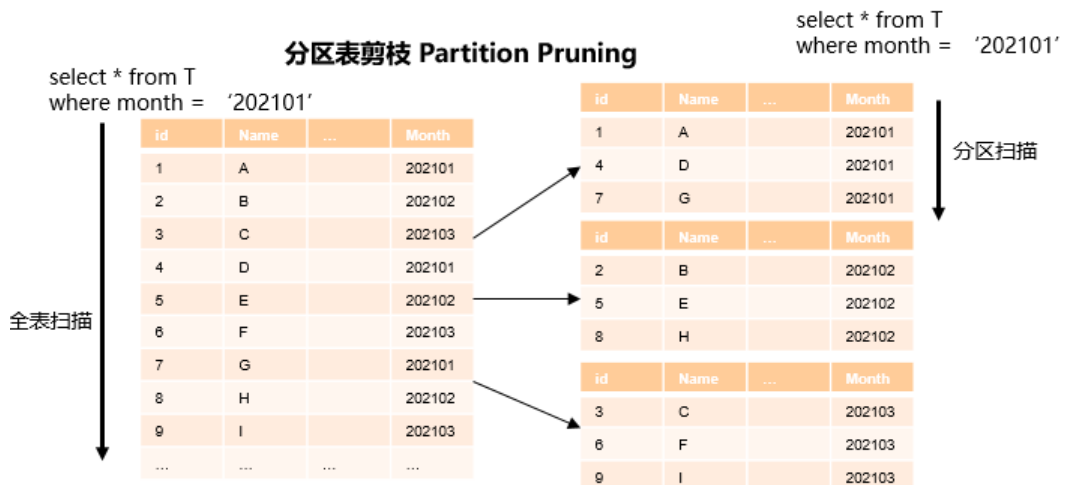 分区表剪枝 Partition Pruning
select * from T
where month = ‘202101’
全表扫描
id Name ... Month
1 A 202101
2 B 202102
3 C 202103
4 D 202101
5 E 202102
6 F 202103
7 G 202101
8 H 202102
9 I 202103
... ... ... ...
select * from T
where month = ‘202101’
分区扫描
id Name ... Month
1 A 202101
4 D 202101
7 G 202101
id Name ... Month
2 B 202102
5 E 202102
8 H 202102
id Name ... Month
3 C 202103
6 F 202103
9 I 202103